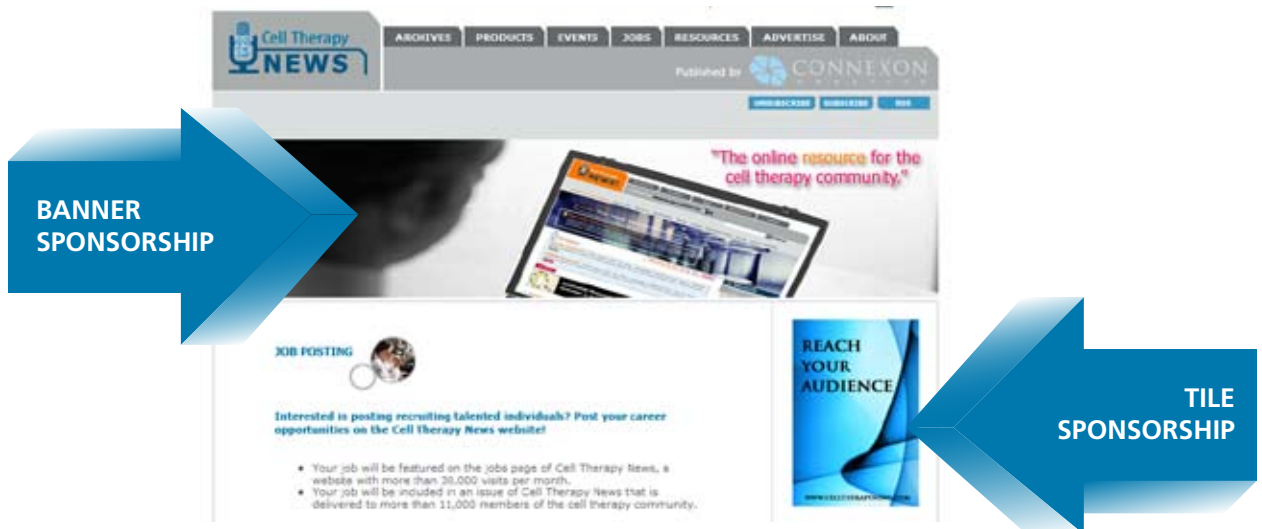 Cell Therapy
NEWS
ARCHIVES PRODUCTS EVENTS JOBS RESOURCES ADVERTISE ABOUT
Published by CONNEXON
UNSUBSCRIBE SUBSCRIBE RSS
"The online resource for the
cell therapy community."
BANNER
SPONSORSHIP
JOB POSTING
REACH
YOUR
AUDIENCE
TILE
SPONSORSHIP
Interested is posting recruiting talented individuals? Post your career
opportunities on the Cell Therapy News website!
• Your job will be featured on the jobs page of Cell Therapy News, a
website with more than 30,000 visits per month.
• Your job will be included in an issue of Cell Therapy News that is
delivered to more than 11,000 members of the cell therapy community.